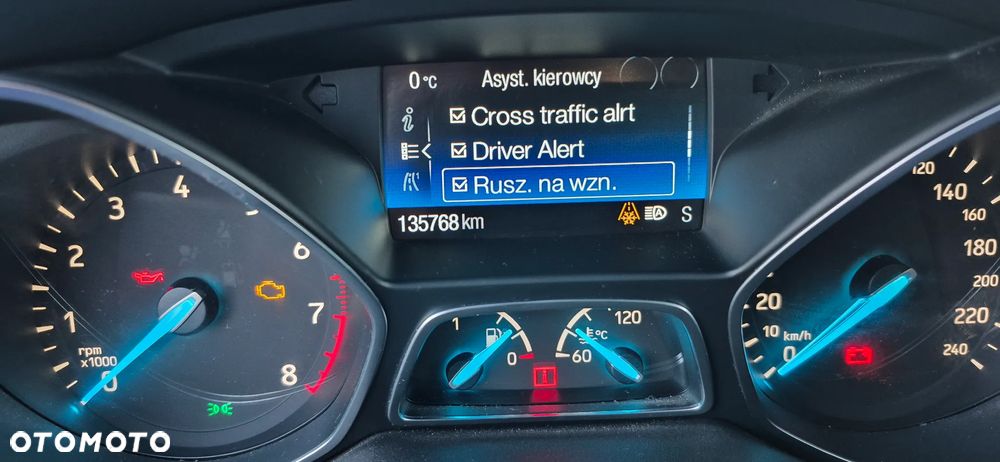 0 °C Asyst. kierowcy
Cross traffic alrt
Driver Alert
Rusz. na wzn.
135768 km
S
0 1 2 3 4 6 7 8
rpm
x1000
1 0
60 120
°C
0 20 120 140 180 220
10 160 200 240
km/h
OTOMOTO